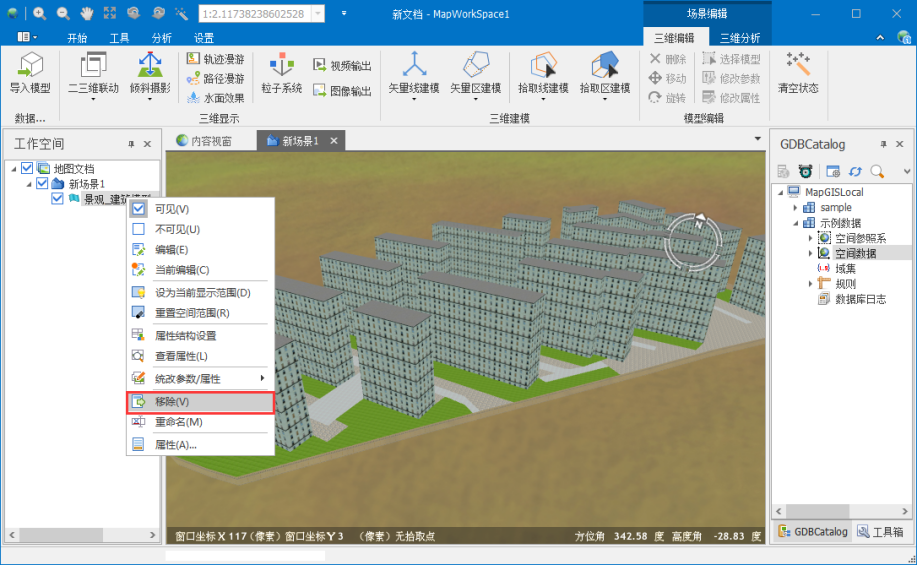 1:2.11738238602528
新文档 - MapWorkSpace1
场景编辑
开始 工具 分析 设置 三维编辑 三维分析
导入模型
二三维联动
倾斜摄影
轨迹漫游
路径漫游
水面效果
粒子系统
视频输出
图像输出
矢量线建模
矢量区建模
拾取线建模
拾取区建模
删除
移动
旋转
选择模型
修改参数
修改属性
清空状态
数据... 三维显示 三维建模 模型编辑
工作空间
地图文档
新场景1
景观_建筑模型
内容视窗 新场景1
可见(V)
不可见(U)
编辑(E)
当前编辑(C)
设为当前显示范围(D)
重置空间范围(R)
属性结构设置
查看属性(L)
统改参数/属性
移除(V)
重命名(M)
属性(A)...
N
窗口坐标X 117 (像素) 窗口坐标Y 3 (像素) 无拾取点 方位角 342.58 度 高度角 -28.83 度
GDBCatalog
MapGISLocal
sample
示例数据
空间参照系
空间数据
域集
规则
数据库日志
GDBCatalog 工具箱